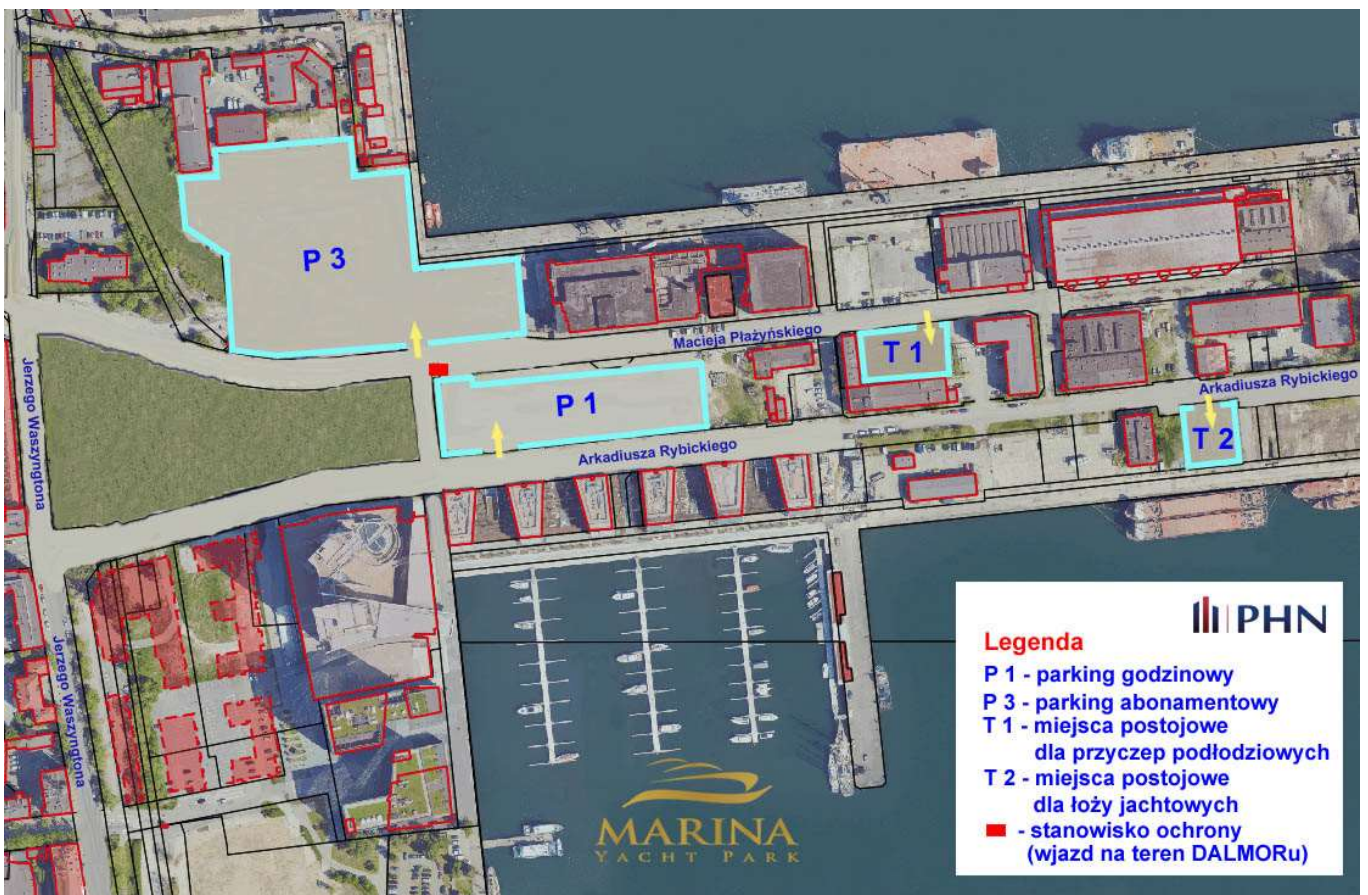 P 3
Macieja Płażyńskiego
T 1
P 1
Arkadiusza Rybickiego
T 2
Arkadiusza Rybickiego
Jerzego Waszyngtona
Jerzego Waszyngtona
MARINA
YACHT PARK
PHN
Legenda
P 1 - parking godzinowy
P 3 - parking abonamentowy
T 1 - miejsca postojowe
dla przyczep podłodziowych
T 2 - miejsca postojowe
dla łoży jachtowych
- stanowisko ochrony
(wjazd na teren DALMORu)